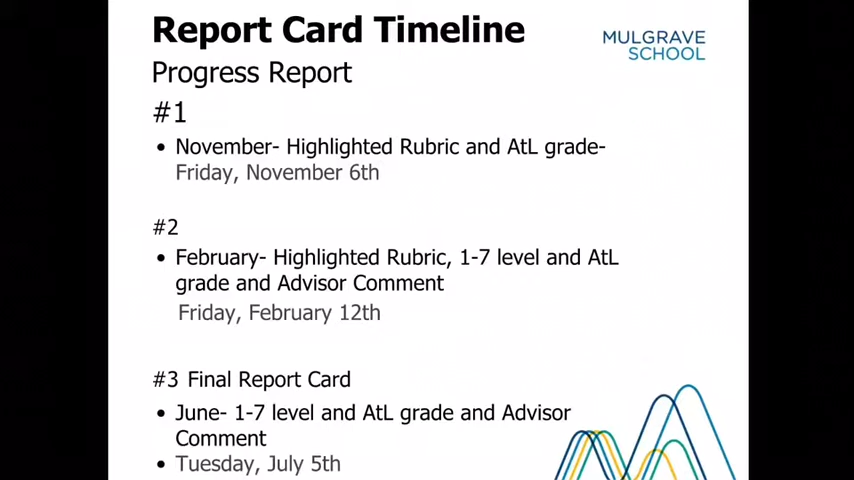 Report Card Timeline
MULGRAVE
SCHOOL
Progress Report
#1
• November- Highlighted Rubric and AtL grade-
Friday, November 6th
#2
• February- Highlighted Rubric, 1-7 level and AtL
grade and Advisor Comment
Friday, February 12th
#3 Final Report Card
• June- 1-7 level and AtL grade and Advisor
Comment
• Tuesday, July 5th